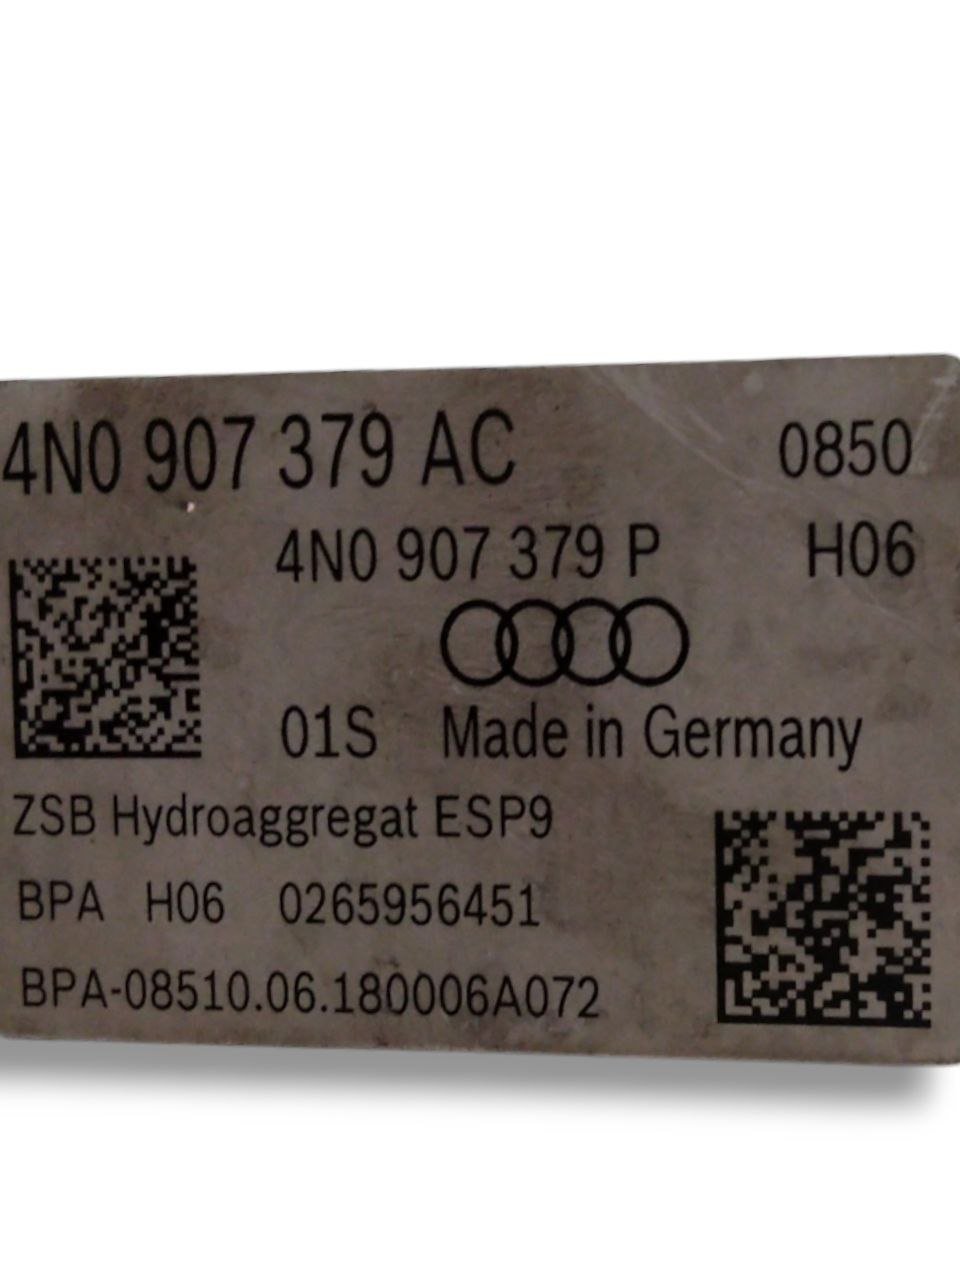 4N0 907 379 AC 0850
4N0 907 379 P H06
01S Made in Germany
ZSB Hydroaggregat ESP9
BPA H06 0265956451
BPA-08510.06.180006A072